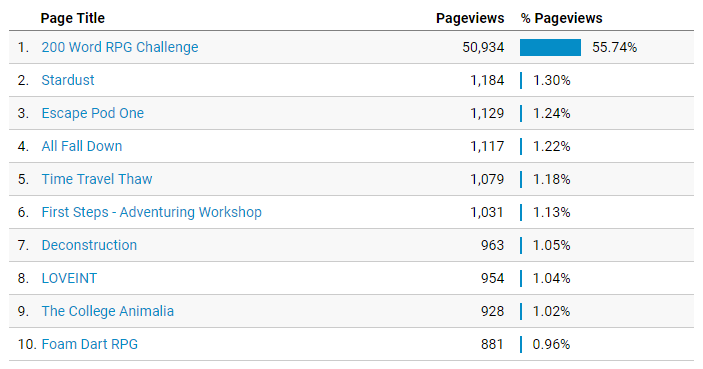 Page Title Pageviews % Pageviews
1. 200 Word RPG Challenge 50,934 55.74%
2. Stardust 1,184 1.30%
3. Escape Pod One 1,129 1.24%
4. All Fall Down 1,117 1.22%
5. Time Travel Thaw 1,079 1.18%
6. First Steps - Adventuring Workshop 1,031 1.13%
7. Deconstruction 963 1.05%
8. LOVEINT 954 1.04%
9. The College Animalia 928 1.02%
10. Foam Dart RPG 881 0.96%